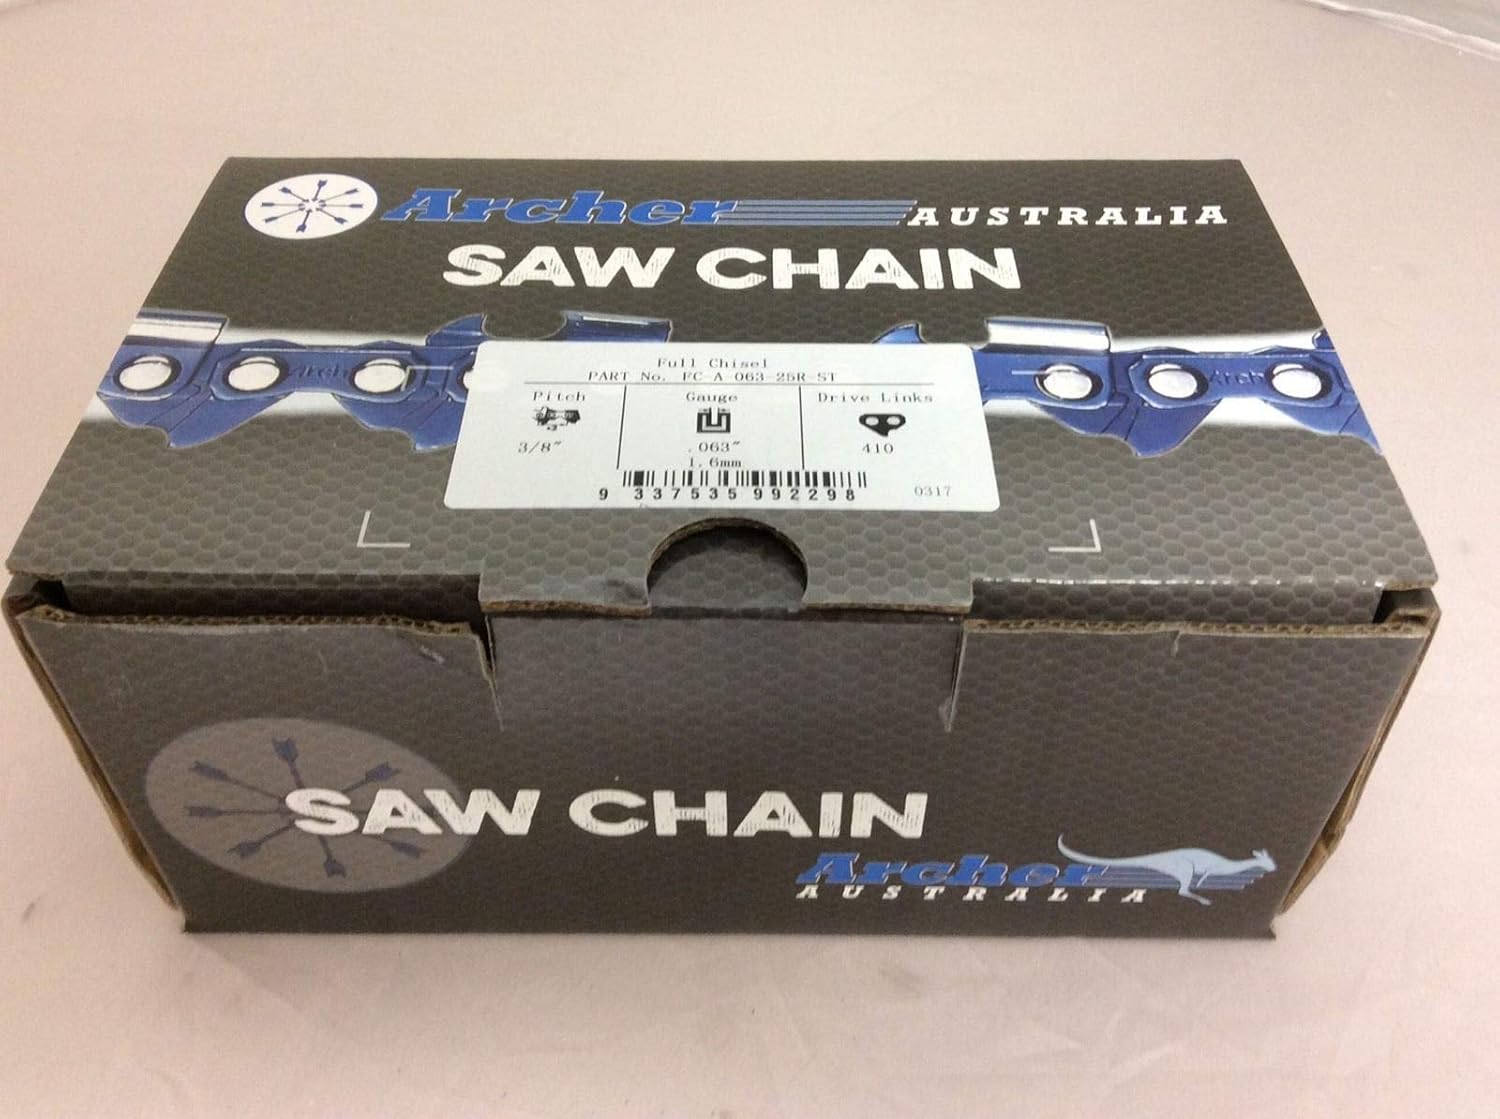 Archer AUSTRALIA
SAW CHAIN
Full Chisel
PART No. FC-A-063-25R-ST
Pitch Gauge Drive Links
3/8" .063" 410
1.6mm
9 337535 992298 0317
SAW CHAIN
Archer
AUSTRALIA